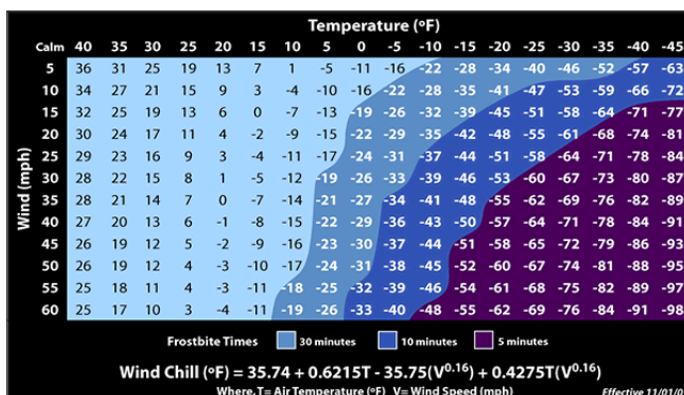 Temperature (ºF)
Calm 40 35 30 25 20 15 10 5 0 -5 -10 -15 -20 -25 -30 -35 -40 -45
Wind (mph)
5 36 31 25 19 13 7 1 -5 -11 -16 -22 -28 -34 -40 -46 -52 -57 -63
10 34 27 21 15 9 3 -4 -10 -16 -22 -28 -35 -41 -47 -53 -59 -66 -72
15 32 25 19 13 6 0 -7 -13 -19 -26 -32 -39 -45 -51 -58 -64 -71 -77
20 30 24 17 11 4 -2 -9 -15 -22 -29 -35 -42 -48 -55 -61 -68 -74 -81
25 29 23 16 9 3 -4 -11 -17 -24 -31 -37 -44 -51 -58 -64 -71 -78 -84
30 28 22 15 8 1 -5 -12 -19 -26 -33 -39 -46 -53 -60 -67 -73 -80 -87
35 28 21 14 7 0 -7 -14 -21 -27 -34 -41 -48 -55 -62 -69 -76 -82 -89
40 27 20 13 6 -1 -8 -15 -22 -29 -36 -43 -50 -57 -64 -71 -78 -84 -91
45 26 19 12 5 -2 -9 -16 -23 -30 -37 -44 -51 -58 -65 -72 -79 -86 -93
50 26 19 12 4 -3 -10 -17 -24 -31 -38 -45 -52 -60 -67 -74 -81 -88 -95
55 25 18 11 4 -3 -11 -18 -25 -32 -39 -46 -54 -61 -68 -75 -82 -89 -97
60 25 17 10 3 -4 -11 -19 -26 -33 -40 -48 -55 -62 -69 -76 -84 -91 -98
Frostbite Times 30 minutes 10 minutes 5 minutes
Wind Chill (ºF) = 35.74 + 0.6215T - 35.75(V0.16) + 0.4275T(V0.16)
Where, T= Air Temperature (ºF) V= Wind Speed (mph) Effective 11/01/0